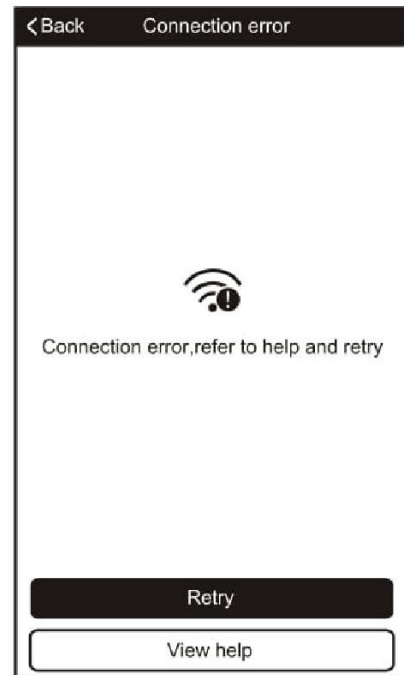 Back Connection error
Connection error,refer to help and retry
Retry
View help